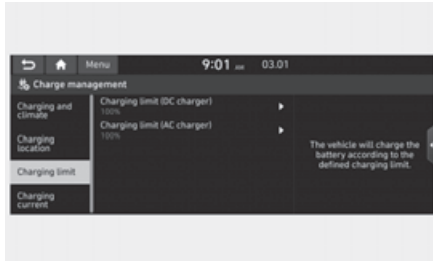 Menu 9:01 AM 03.01
Charge management
Charging and
climate
Charging
location
Charging limit
Charging
current
Charging limit (DC charger)
100%
Charging limit (AC charger)
100%
The vehicle will charge the
battery according to the
defined charging limit.